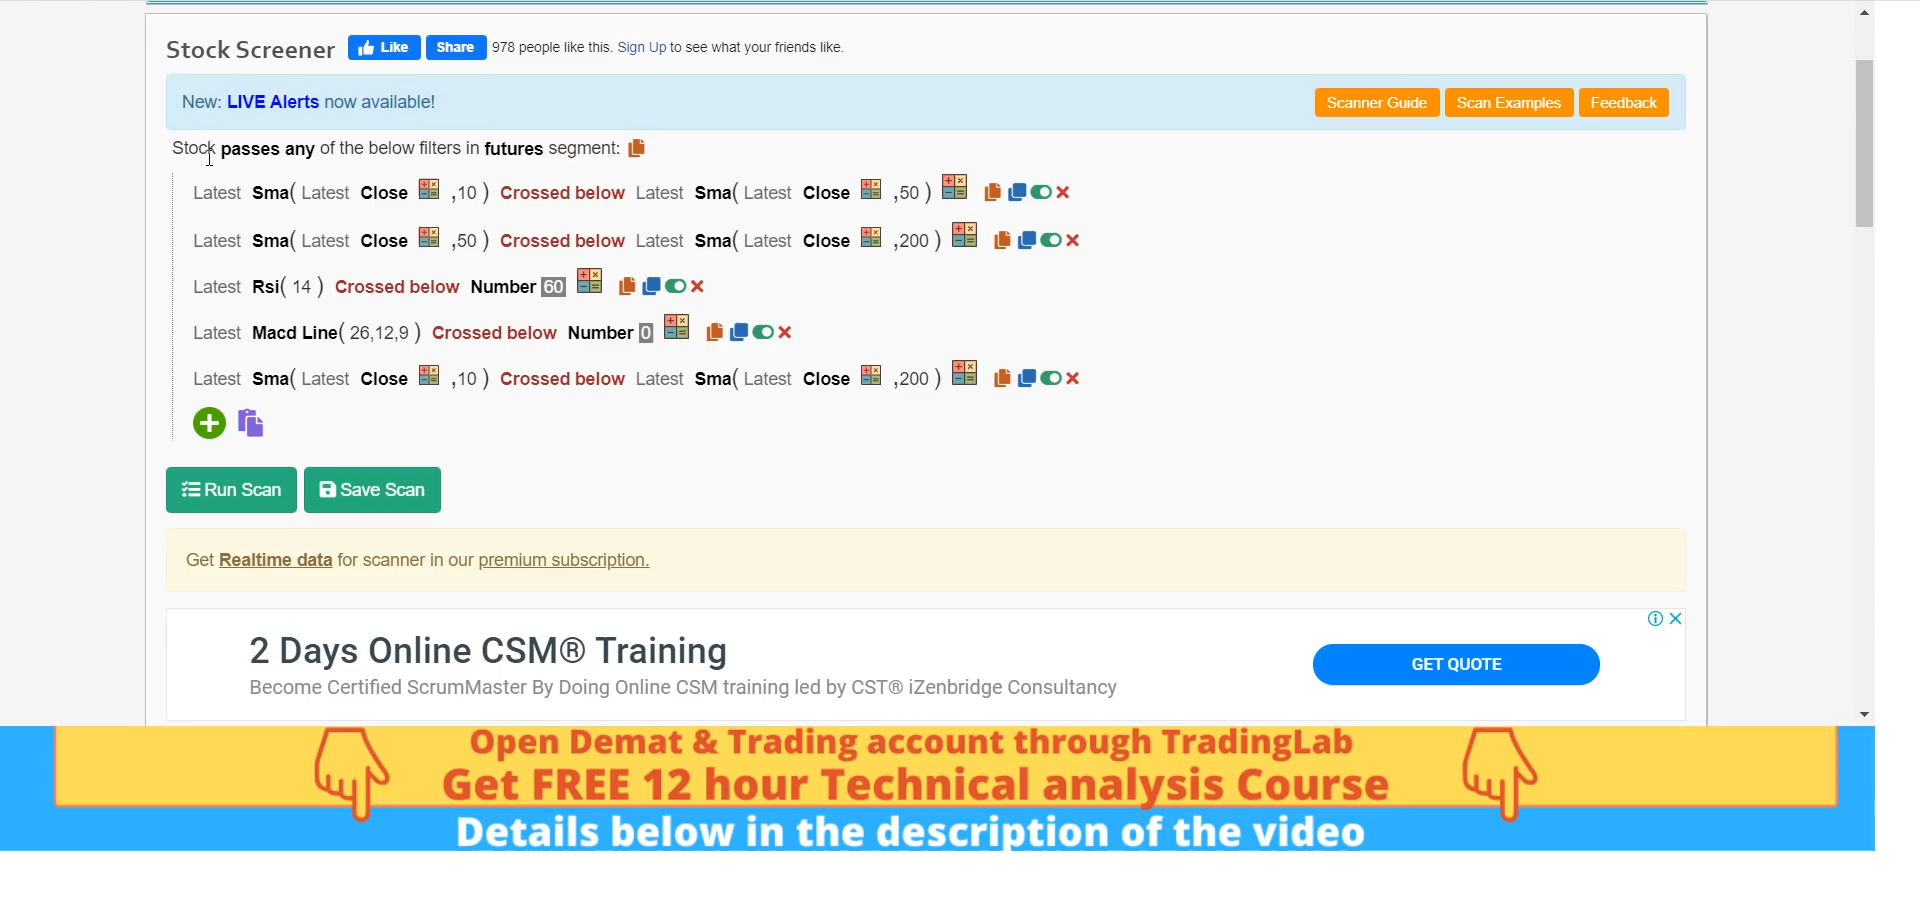 Stock Screener Like Share 978 people like this. Sign Up to see what your friends like.
New: LIVE Alerts now available! Scanner Guide Scan Examples Feedback
Stock passes any of the below filters in futures segment:
Latest Sma( Latest Close ,10 ) Crossed below Latest Sma( Latest Close ,50 )
Latest Sma( Latest Close ,50 ) Crossed below Latest Sma( Latest Close ,200 )
Latest Rsi( 14 ) Crossed below Number 60
Latest Macd Line( 26,12,9 ) Crossed below Number 0
Latest Sma( Latest Close ,10 ) Crossed below Latest Sma( Latest Close ,200 )
Run Scan Save Scan
Get Realtime data for scanner in our premium subscription.
2 Days Online CSM® Training
GET QUOTE
Become Certified ScrumMaster By Doing Online CSM training led by CST® iZenbridge Consultancy
Open Demat & Trading account through TradingLab
Get FREE 12 hour Technical analysis Course
Details below in the description of the video